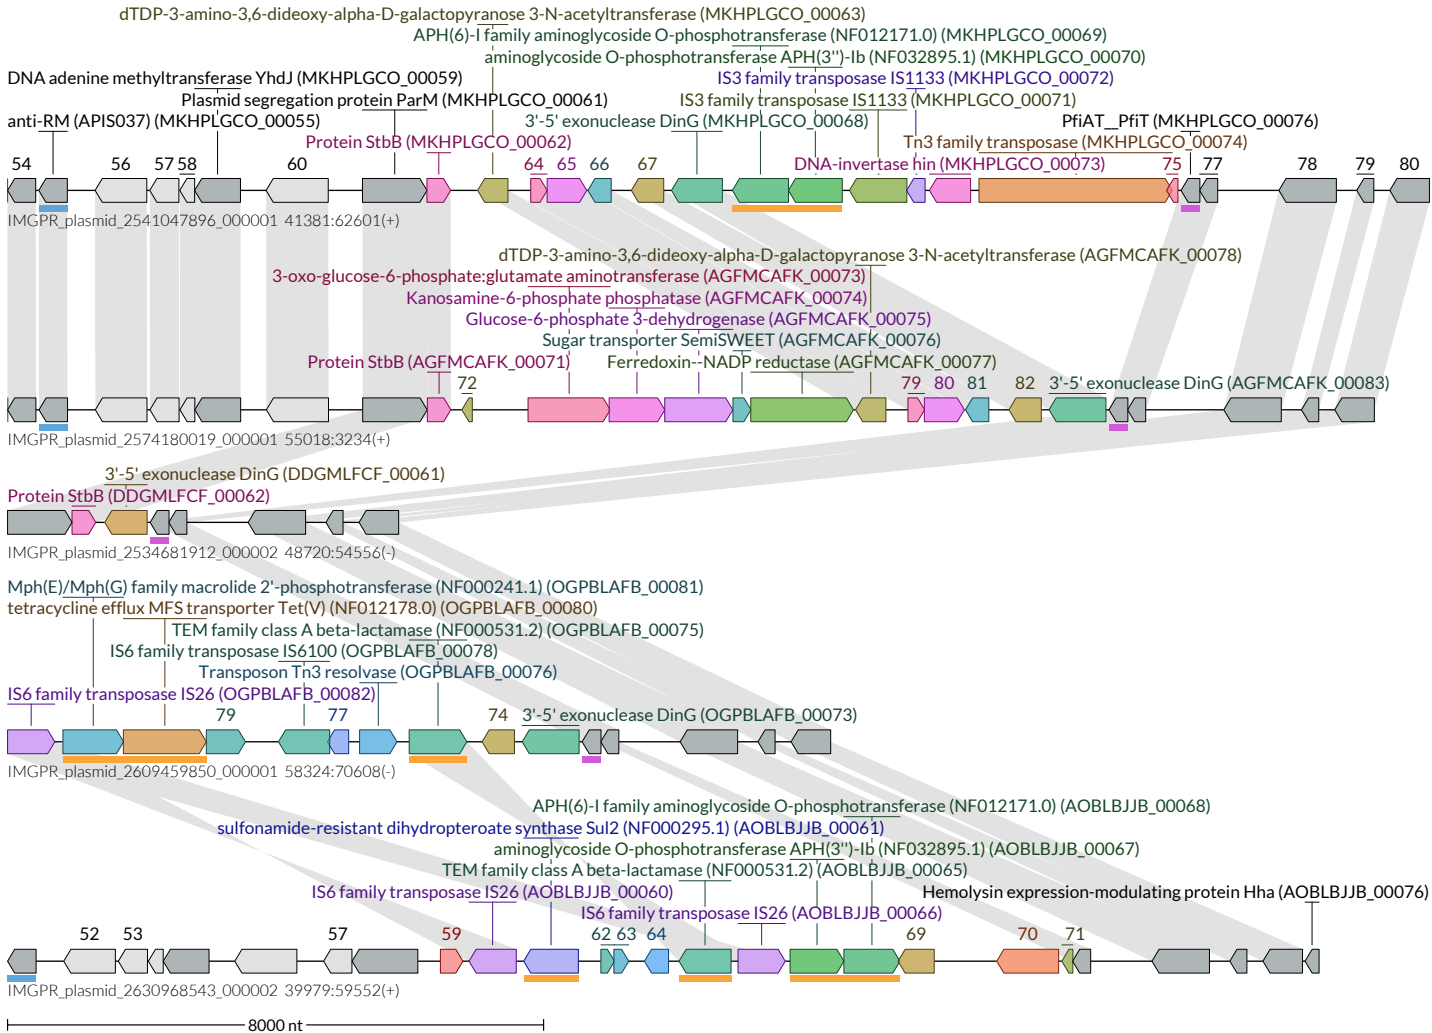 dTDP-3-amino-3,6-dideoxy-alpha-D-galactopyranose 3-N-acetyltransferase (MKHPLGCO_00063)
APH(6)-I family aminoglycoside O-phosphotransferase (NF012171.0) (MKHPLGCO_00069)
aminoglycoside O-phosphotransferase APH(3'')-Ib (NF032895.1) (MKHPLGCO_00070)
DNA adenine methyltransferase YhdJ (MKHPLGCO_00059)
IS3 family transposase IS1133 (MKHPLGCO_00072)
Plasmid segregation protein ParM (MKHPLGCO_00061)
IS3 family transposase IS1133 (MKHPLGCO_00071)
anti-RM (APIS037) (MKHPLGCO_00055)
3'-5' exonuclease DinG (MKHPLGCO_00068)
PfiAT__PfiT (MKHPLGCO_00076)
Protein StbB (MKHPLGCO_00062)
Tn3 family transposase (MKHPLGCO_00074)
54 56 57 58 60 64 65 66 67 DNA-invertase hin (MKHPLGCO_00073) 75 77 78 79 80
IMGPR_plasmid_2541047896_000001 41381:62601(+)
dTDP-3-amino-3,6-dideoxy-alpha-D-galactopyranose 3-N-acetyltransferase (AGFMCAFK_00078)
3-oxo-glucose-6-phosphate:glutamate aminotransferase (AGFMCAFK_00073)
Kanosamine-6-phosphate phosphatase (AGFMCAFK_00074)
Glucose-6-phosphate 3-dehydrogenase (AGFMCAFK_00075)
Sugar transporter SemiSWEET (AGFMCAFK_00076)
Protein StbB (AGFMCAFK_00071)
Ferredoxin--NADP reductase (AGFMCAFK_00077)
72 79 80 81 82 3'-5' exonuclease DinG (AGFMCAFK_00083)
IMGPR_plasmid_2574180019_000001 55018:3234(+)
3'-5' exonuclease DinG (DDGMLFCF_00061)
Protein StbB (DDGMLFCF_00062)
IMGPR_plasmid_2534681912_000002 48720:54556(-)
Mph(E)/Mph(G) family macrolide 2'-phosphotransferase (NF000241.1) (OGPBLAFB_00081)
tetracycline efflux MFS transporter Tet(V) (NF012178.0) (OGPBLAFB_00080)
TEM family class A beta-lactamase (NF000531.2) (OGPBLAFB_00075)
IS6 family transposase IS6100 (OGPBLAFB_00078)
Transposon Tn3 resolvase (OGPBLAFB_00076)
IS6 family transposase IS26 (OGPBLAFB_00082)
79 77 74 3'-5' exonuclease DinG (OGPBLAFB_00073)
IMGPR_plasmid_2609459850_000001 58324:70608(-)
APH(6)-I family aminoglycoside O-phosphotransferase (NF012171.0) (AOBLBJJB_00068)
sulfonamide-resistant dihydropteroate synthase Sul2 (NF000295.1) (AOBLBJJB_00061)
aminoglycoside O-phosphotransferase APH(3'')-Ib (NF032895.1) (AOBLBJJB_00067)
TEM family class A beta-lactamase (NF000531.2) (AOBLBJJB_00065)
IS6 family transposase IS26 (AOBLBJJB_00060)
Hemolysin expression-modulating protein Hha (AOBLBJJB_00076)
IS6 family transposase IS26 (AOBLBJJB_00066)
52 53 57 59 62 63 64 69 70 71
IMGPR_plasmid_2630968543_000002 39979:59552(+)
8000 nt